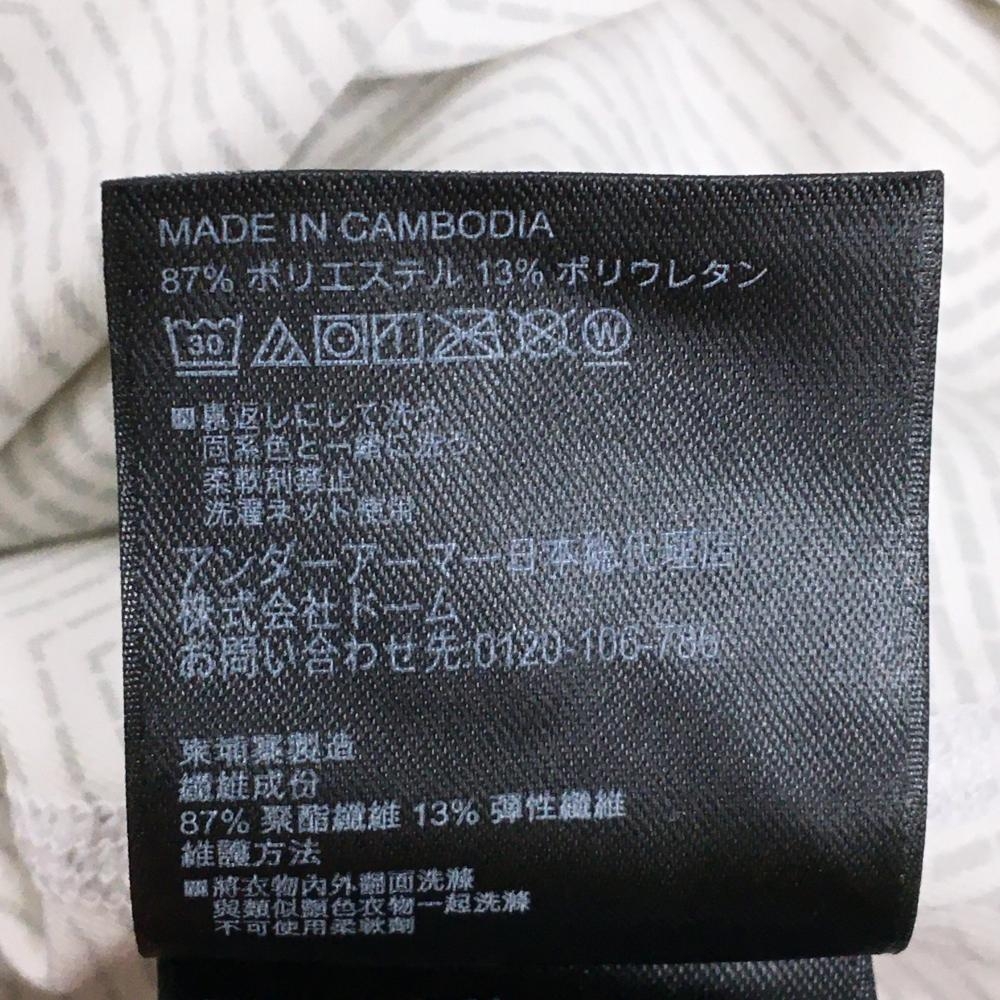 MADE IN CAMBODIA
87% ポリエステル 13% ポリウレタン
30 W
裏返しにして洗う
同系色と一緒に洗う
柔軟剤禁止
洗濯ネット使用
アンダーアーマー日本総代理店
株式会社ドーム
お問い合わせ先:0120-106-786
柬埔寨製造
纖維成份
87% 聚酯纖維 13% 彈性纖維
維護方法
將衣物內外翻面洗滌
與類似顏色衣物一起洗滌
不可使用柔軟劑